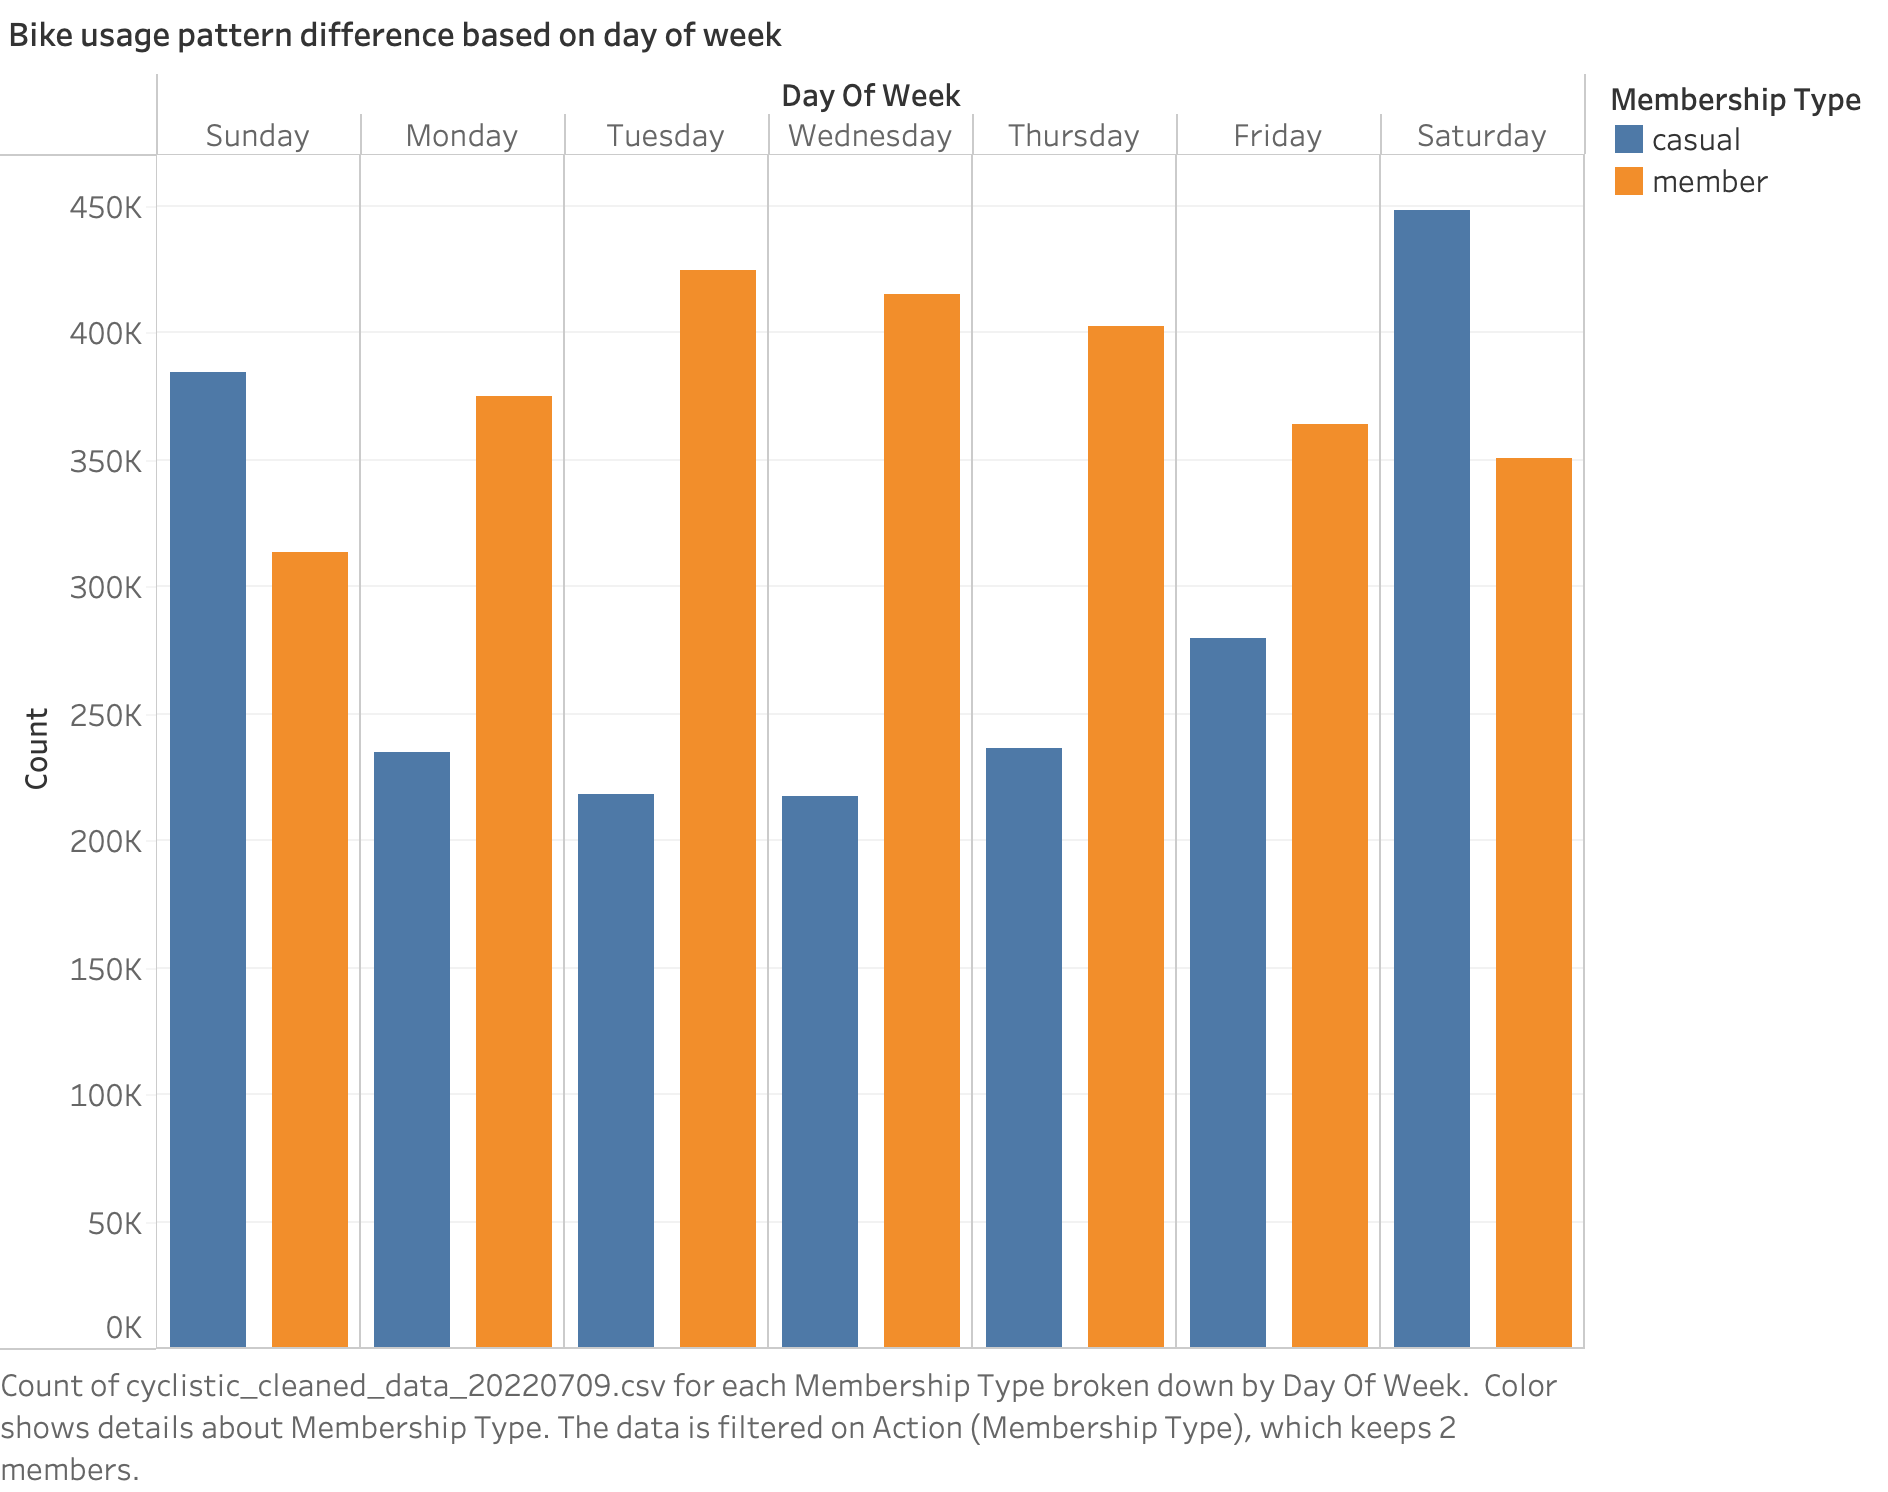 Bike usage pattern difference based on day of week
Day Of Week
Sunday Monday Tuesday Wednesday Thursday Friday Saturday
Membership Type
casual
member
450K
400K
350K
300K
250K
200K
150K
100K
50K
0K
Count
Count of cyclistic_cleaned_data_20220709.csv for each Membership Type broken down by Day Of Week.  Color
shows details about Membership Type. The data is filtered on Action (Membership Type), which keeps 2
members.